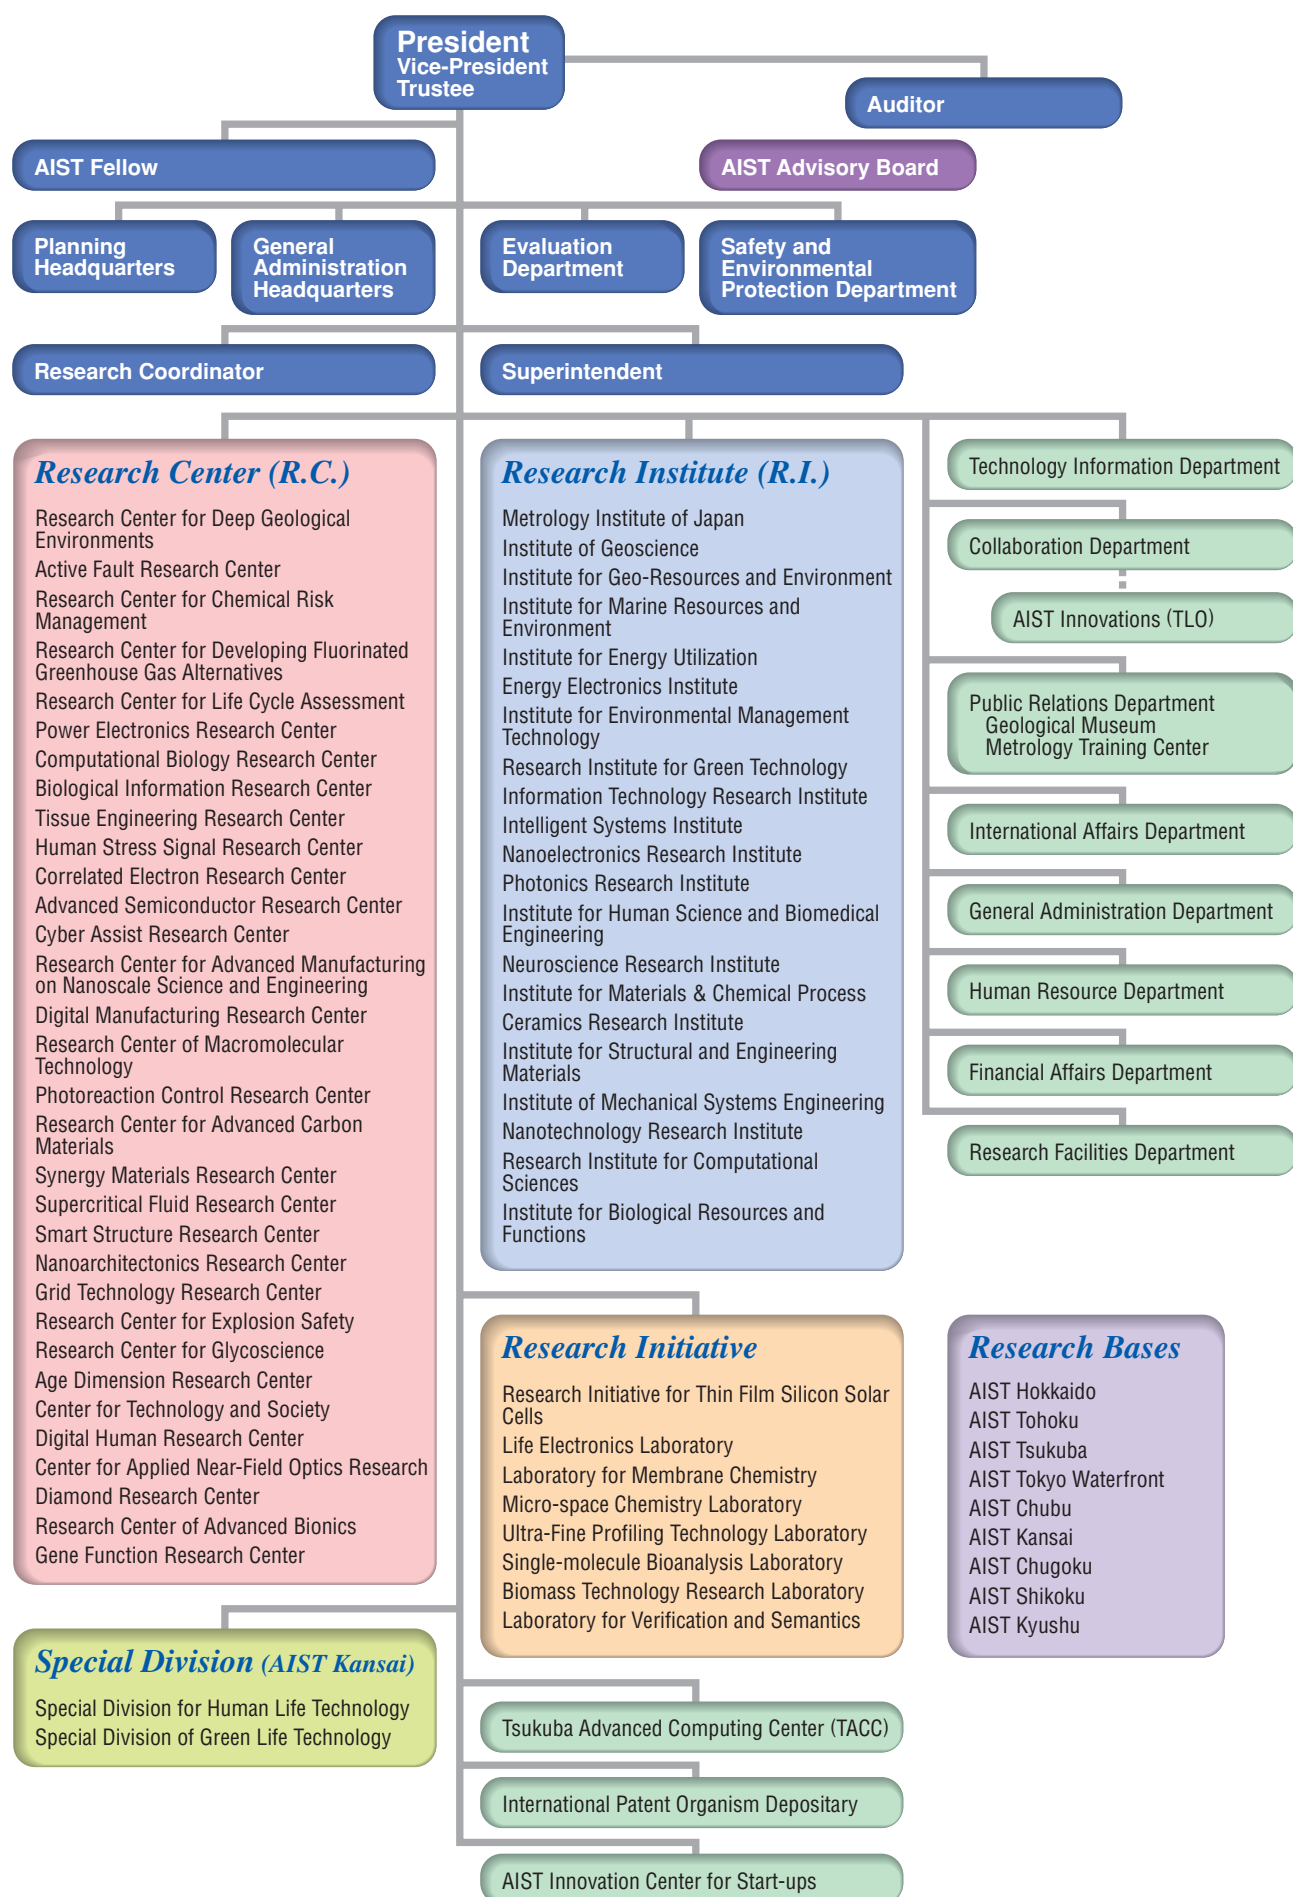 President
Vice-President
Trustee
Auditor
AIST Fellow
AIST Advisory Board
Planning
Headquarters
General
Administration
Headquarters
Evaluation
Department
Safety and
Environmental
Protection Department
Research Coordinator
Superintendent
Research Center (R.C.)
Research Center for Deep Geological
Environments
Active Fault Research Center
Research Center for Chemical Risk
Management
Research Center for Developing Fluorinated
Greenhouse Gas Alternatives
Research Center for Life Cycle Assessment
Power Electronics Research Center
Computational Biology Research Center
Biological Information Research Center
Tissue Engineering Research Center
Human Stress Signal Research Center
Correlated Electron Research Center
Advanced Semiconductor Research Center
Cyber Assist Research Center
Research Center for Advanced Manufacturing
on Nanoscale Science and Engineering
Digital Manufacturing Research Center
Research Center of Macromolecular
Technology
Photoreaction Control Research Center
Research Center for Advanced Carbon
Materials
Synergy Materials Research Center
Supercritical Fluid Research Center
Smart Structure Research Center
Nanoarchitectonics Research Center
Grid Technology Research Center
Research Center for Explosion Safety
Research Center for Glycoscience
Age Dimension Research Center
Center for Technology and Society
Digital Human Research Center
Center for Applied Near-Field Optics Research
Diamond Research Center
Research Center of Advanced Bionics
Gene Function Research Center
Special Division (AIST Kansai)
Special Division for Human Life Technology
Special Division of Green Life Technology
Research Institute (R.I.)
Metrology Institute of Japan
Institute of Geoscience
Institute for Geo-Resources and Environment
Institute for Marine Resources and
Environment
Institute for Energy Utilization
Energy Electronics Institute
Institute for Environmental Management
Technology
Research Institute for Green Technology
Information Technology Research Institute
Intelligent Systems Institute
Nanoelectronics Research Institute
Photonics Research Institute
Institute for Human Science and Biomedical
Engineering
Neuroscience Research Institute
Institute for Materials & Chemical Process
Ceramics Research Institute
Institute for Structural and Engineering
Materials
Institute of Mechanical Systems Engineering
Nanotechnology Research Institute
Research Institute for Computational
Sciences
Institute for Biological Resources and
Functions
Research Initiative
Research Initiative for Thin Film Silicon Solar
Cells
Life Electronics Laboratory
Laboratory for Membrane Chemistry
Micro-space Chemistry Laboratory
Ultra-Fine Profiling Technology Laboratory
Single-molecule Bioanalysis Laboratory
Biomass Technology Research Laboratory
Laboratory for Verification and Semantics
Tsukuba Advanced Computing Center (TACC)
International Patent Organism Depositary
AIST Innovation Center for Start-ups
Technology Information Department
Collaboration Department
AIST Innovations (TLO)
Public Relations Department
Geological Museum
Metrology Training Center
International Affairs Department
General Administration Department
Human Resource Department
Financial Affairs Department
Research Facilities Department
Research Bases
AIST Hokkaido
AIST Tohoku
AIST Tsukuba
AIST Tokyo Waterfront
AIST Chubu
AIST Kansai
AIST Chugoku
AIST Shikoku
AIST Kyushu